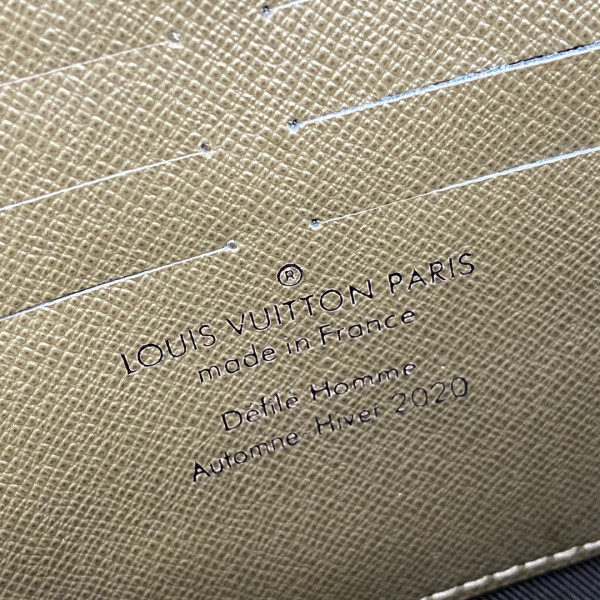 ®
LOUIS VUITTON PARIS
made in France
Défilé Homme
Automne-Hiver 2020